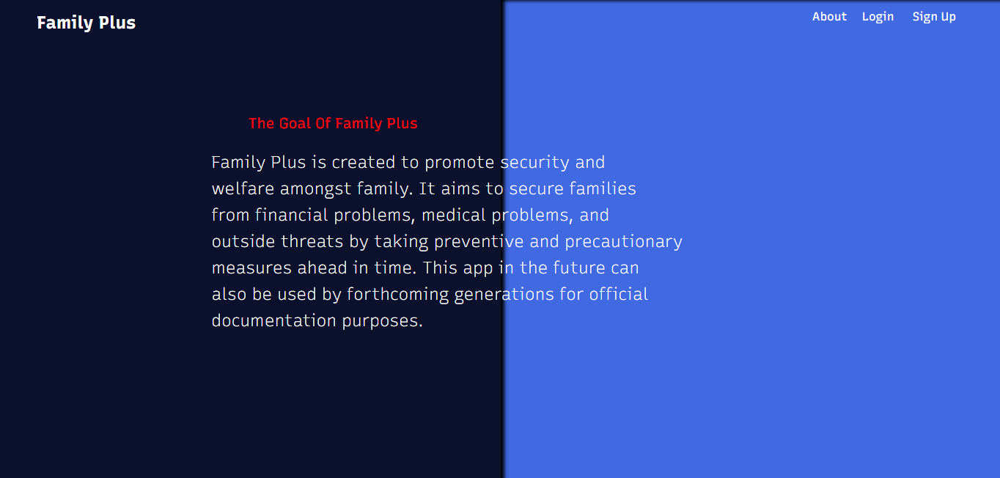 Family Plus
About Login Sign Up
The Goal Of Family Plus
Family Plus is created to promote security and
welfare amongst family. It aims to secure families
from financial problems, medical problems, and
outside threats by taking preventive and precautionary
measures ahead in time. This app in the future can
also be used by forthcoming generations for official
documentation purposes.